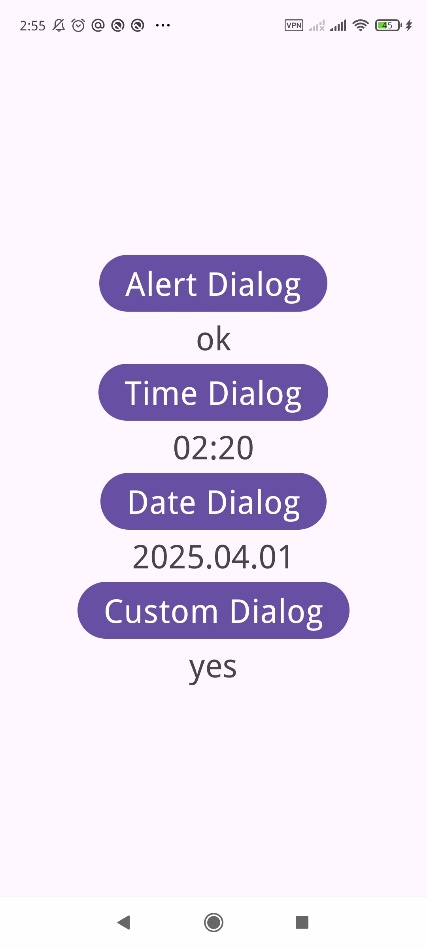 2:55 VPN 45
Alert Dialog
ok
Time Dialog
02:20
Date Dialog
2025.04.01
Custom Dialog
yes